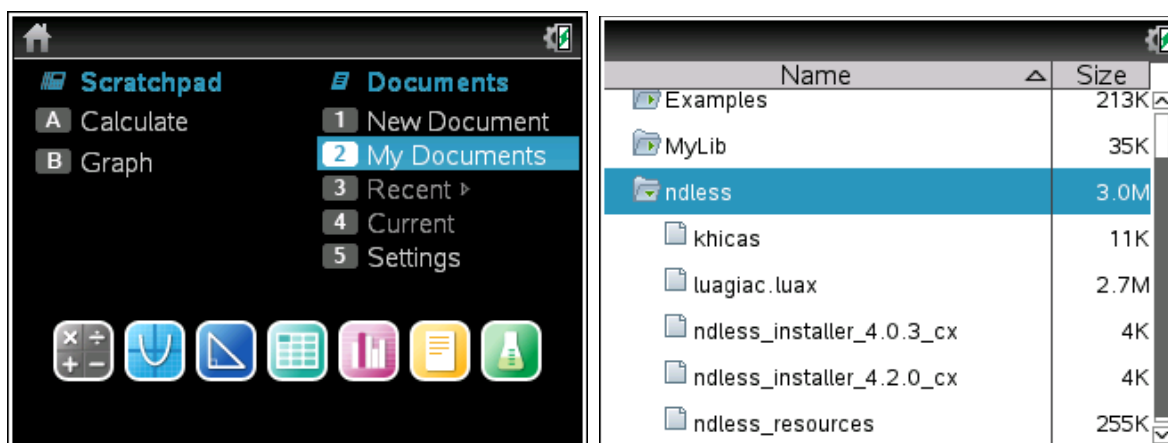 Scratchpad
A Calculate
B Graph
Documents
1 New Document
2 My Documents
3 Recent ▹
4 Current
5 Settings
Name Size
Examples 213K
MyLib 35K
ndless 3.0M
khicas 11K
luagiac.luax 2.7M
ndless_installer_4.0.3_cx 4K
ndless_installer_4.2.0_cx 4K
ndless_resources 255K